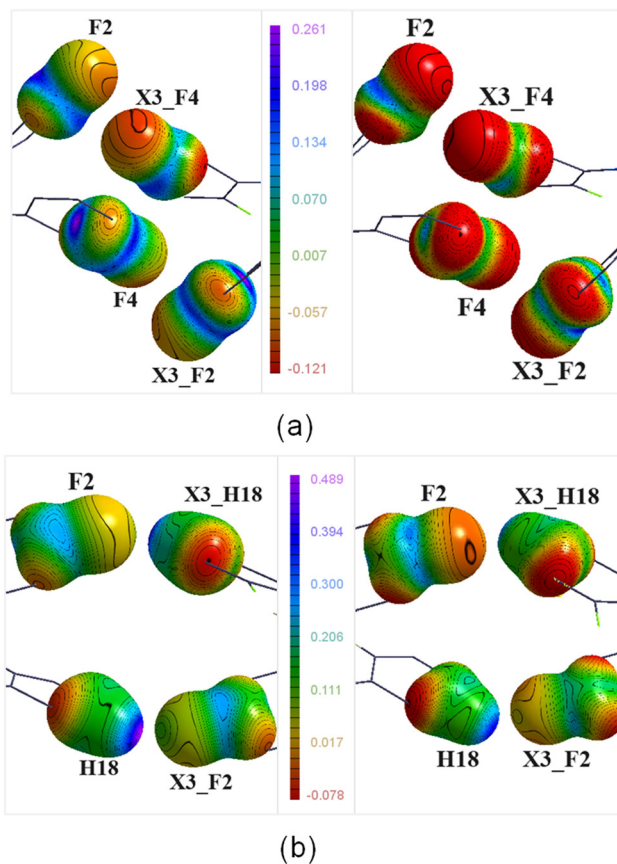 F2
X3_F4
F4
X3_F2
0.261
0.198
0.134
0.070
0.007
-0.057
-0.121
F2
X3_F4
F4
X3_F2
(a)
F2
X3_H18
H18
X3_F2
0.489
0.394
0.300
0.206
0.111
0.017
-0.078
F2
X3_H18
H18
X3_F2
(b)